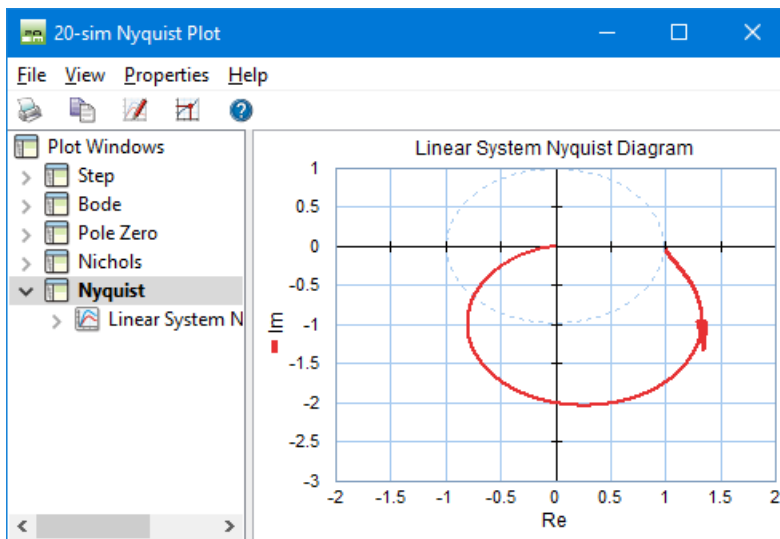 20-sim Nyquist Plot
File View Properties Help
Plot Windows
Step
Bode
Pole Zero
Nichols
Nyquist
Linear System N
Linear System Nyquist Diagram
1
0.5
0
-0.5
-1
-1.5
-2
-2.5
-3
Im
-2 -1.5 -1 -0.5 0 0.5 1 1.5 2
Re